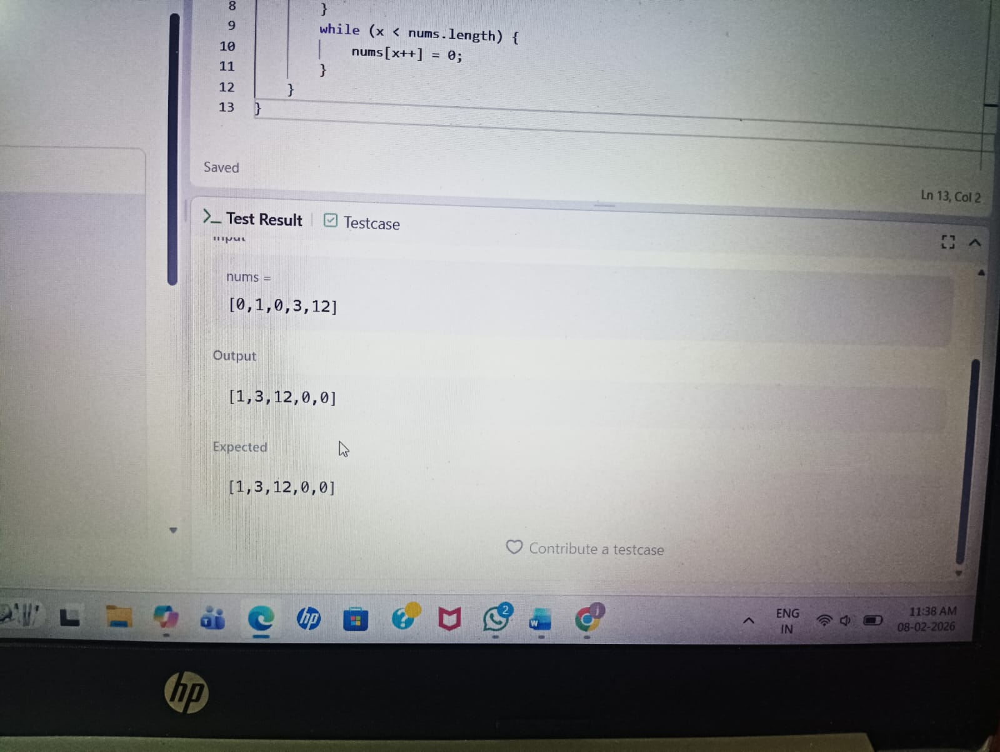 8 }
9 while (x < nums.length) {
10 nums[x++] = 0;
11 }
12 }
13 }
Saved
Ln 13, Col 2
>_ Test Result | Testcase
Input
nums =
[0,1,0,3,12]
Output
[1,3,12,0,0]
Expected
[1,3,12,0,0]
Contribute a testcase
hp
2
W
j
ENG
IN
11:38 AM
08-02-2026
hp